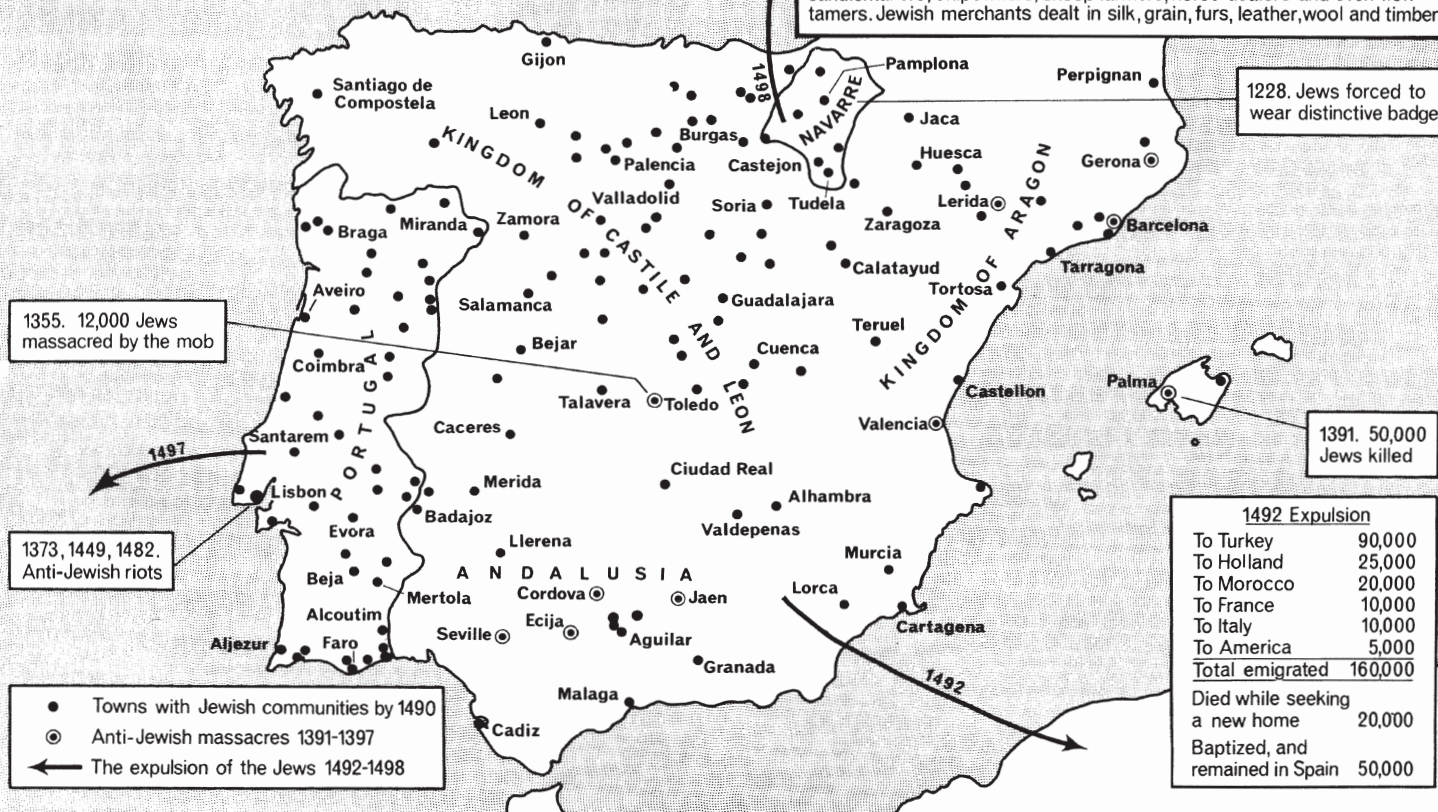 tamers. Jewish merchants dealt in silk, grain, furs, leather, wool and timber
1498
Gijon
Pamplona
Perpignan
Santiago de
Compostela
1228. Jews forced to
wear distinctive badge
NAVARRE
Leon
Jaca
Burgas
KINGDOM OF CASTILE AND LEON
Palencia
Castejon
Huesca
Gerona
KINGDOM OF ARAGON
Valladolid
Soria
Tudela
Lerida
Miranda
Zamora
Zaragoza
Braga
Barcelona
Calatayud
Tarragona
Aveiro
Salamanca
Guadalajara
Tortosa
1355. 12,000 Jews
massacred by the mob
Teruel
Bejar
Cuenca
Coimbra
PORTUGAL
Talavera
Toledo
Castellon
Palma
Caceres
Valencia
Santarem
1391. 50,000
Jews killed
1497
Ciudad Real
Lisbon
Merida
Alhambra
Badajoz
Valdepenas
Evora
1373, 1449, 1482.
Anti-Jewish riots
Llerena
Murcia
ANDALUSIA
Beja
Mertola
Cordova
Jaen
Lorca
Alcoutim
Ecija
Seville
Aguilar
Cartagena
Aljezur
Faro
Granada
1492
Malaga
Cadiz
1492 Expulsion
To Turkey 90,000
To Holland 25,000
To Morocco 20,000
To France 10,000
To Italy 10,000
To America 5,000
Total emigrated 160,000
Died while seeking
a new home 20,000
Baptized, and
remained in Spain 50,000
Towns with Jewish communities by 1490
Anti-Jewish massacres 1391-1397
The expulsion of the Jews 1492-1498